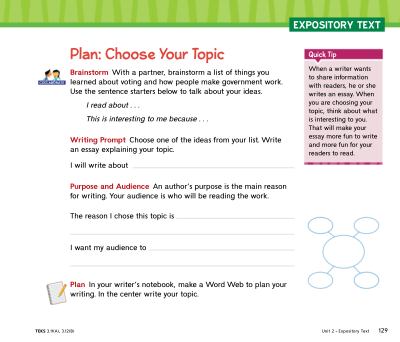 EXPOSITORY TEXT
Plan: Choose Your Topic
Brainstorm With a partner, brainstorm a list of things you
learned about voting and how people make government work.
Use the sentence starters below to talk about your ideas.
I read about . . .
This is interesting to me because . . .
Writing Prompt Choose one of the ideas from your list. Write
an essay explaining your topic.
I will write about
Purpose and Audience An author's purpose is the main reason
for writing. Your audience is who will be reading the work.
The reason I chose this topic is
I want my audience to
Plan In your writer's notebook, make a Word Web to plan your
writing. In the center write your topic.
Quick Tip
When a writer wants
to share information
with readers, he or she
writes an essay. When
you are choosing your
topic, think about what
is interesting to you.
That will make your
essay more fun to write
and more fun for your
readers to read.
Unit 2 • Expository Text 129